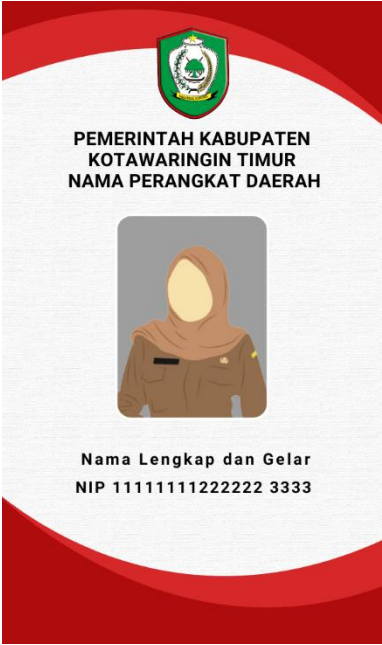 PEMERINTAH KABUPATEN
KOTAWARINGIN TIMUR
NAMA PERANGKAT DAERAH
Nama Lengkap dan Gelar
NIP 11111111222222 3333